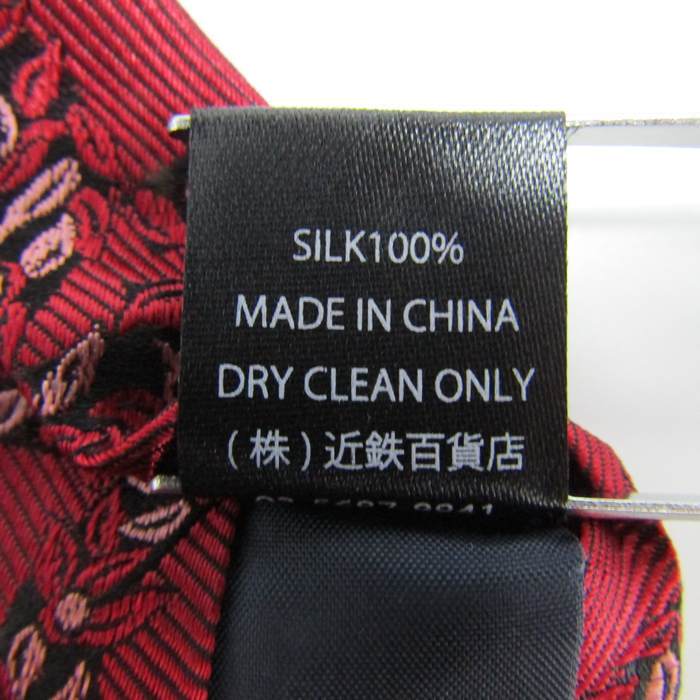 SILK100%
MADE IN CHINA
DRY CLEAN ONLY
(株)近鉄百貨店